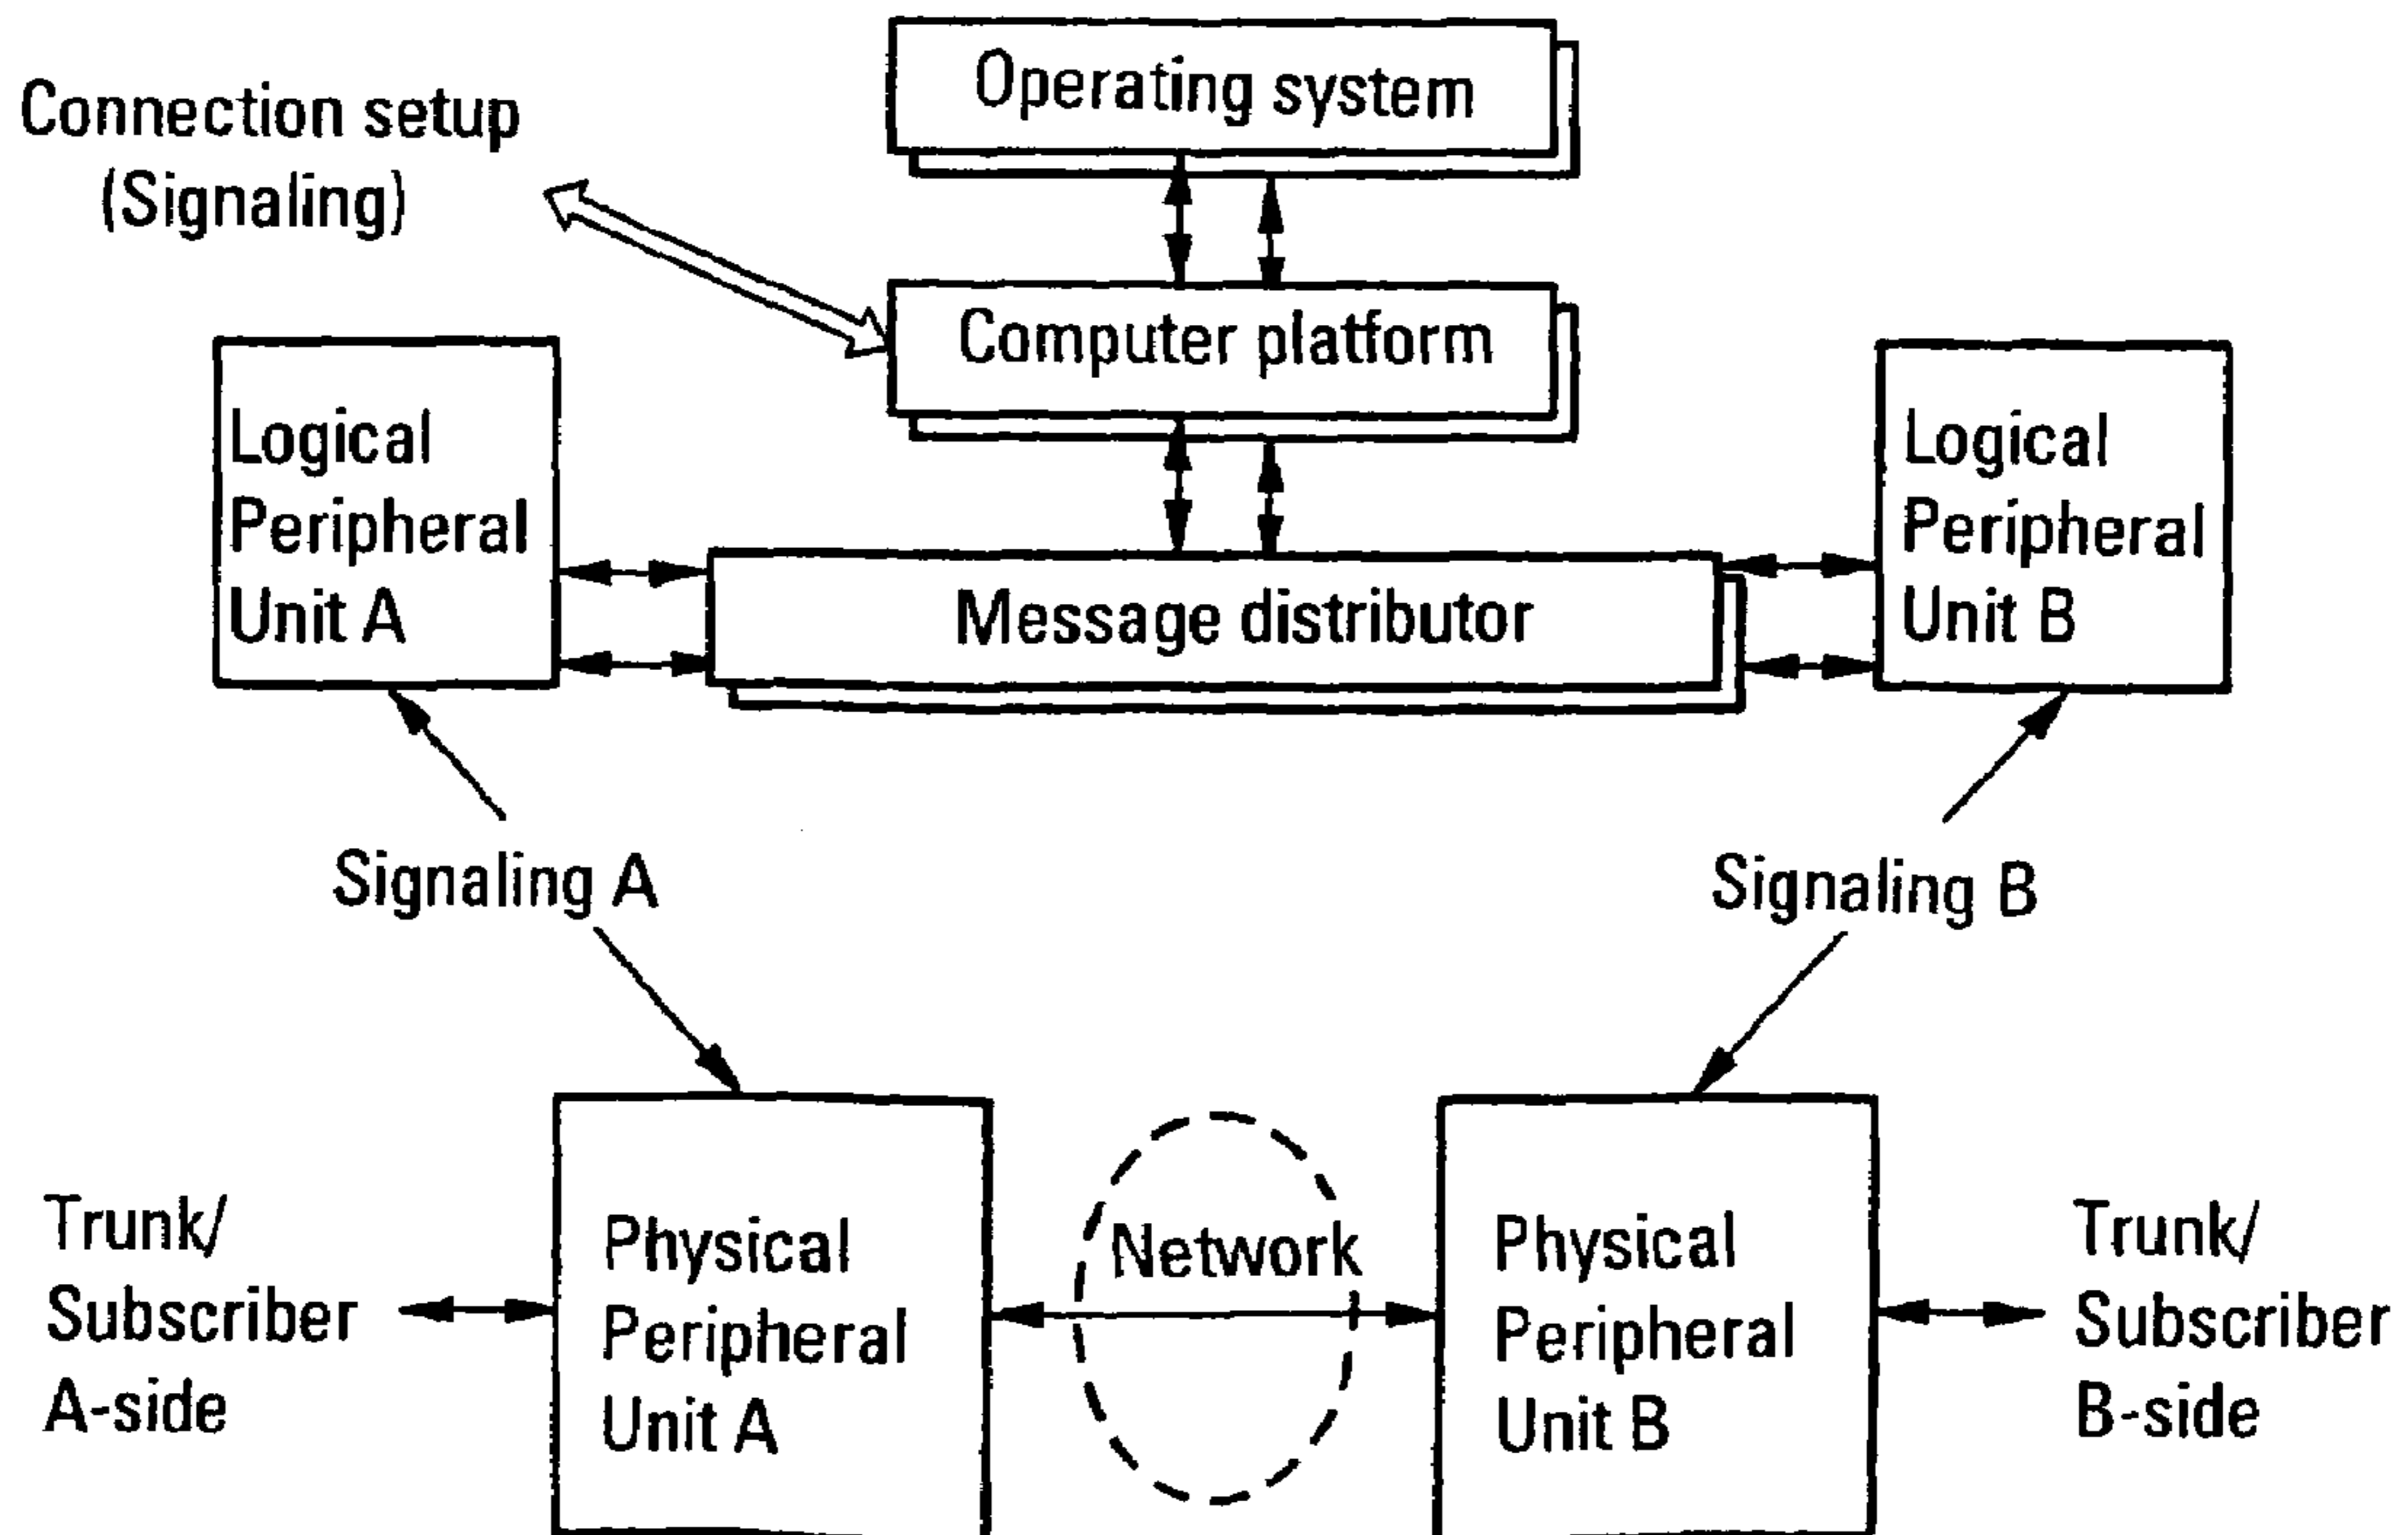 Operating system
Connection setup
(Signaling)
Computer platform
Logical
Peripheral
Unit A
Logical
Peripheral
Unit B
Message distributor
Signaling A
Signaling B
Trunk/
Subscriber
A-side
Physical
Peripheral
Unit A
Network
Physical
Peripheral
Unit B
Trunk/
Subscriber
B-side